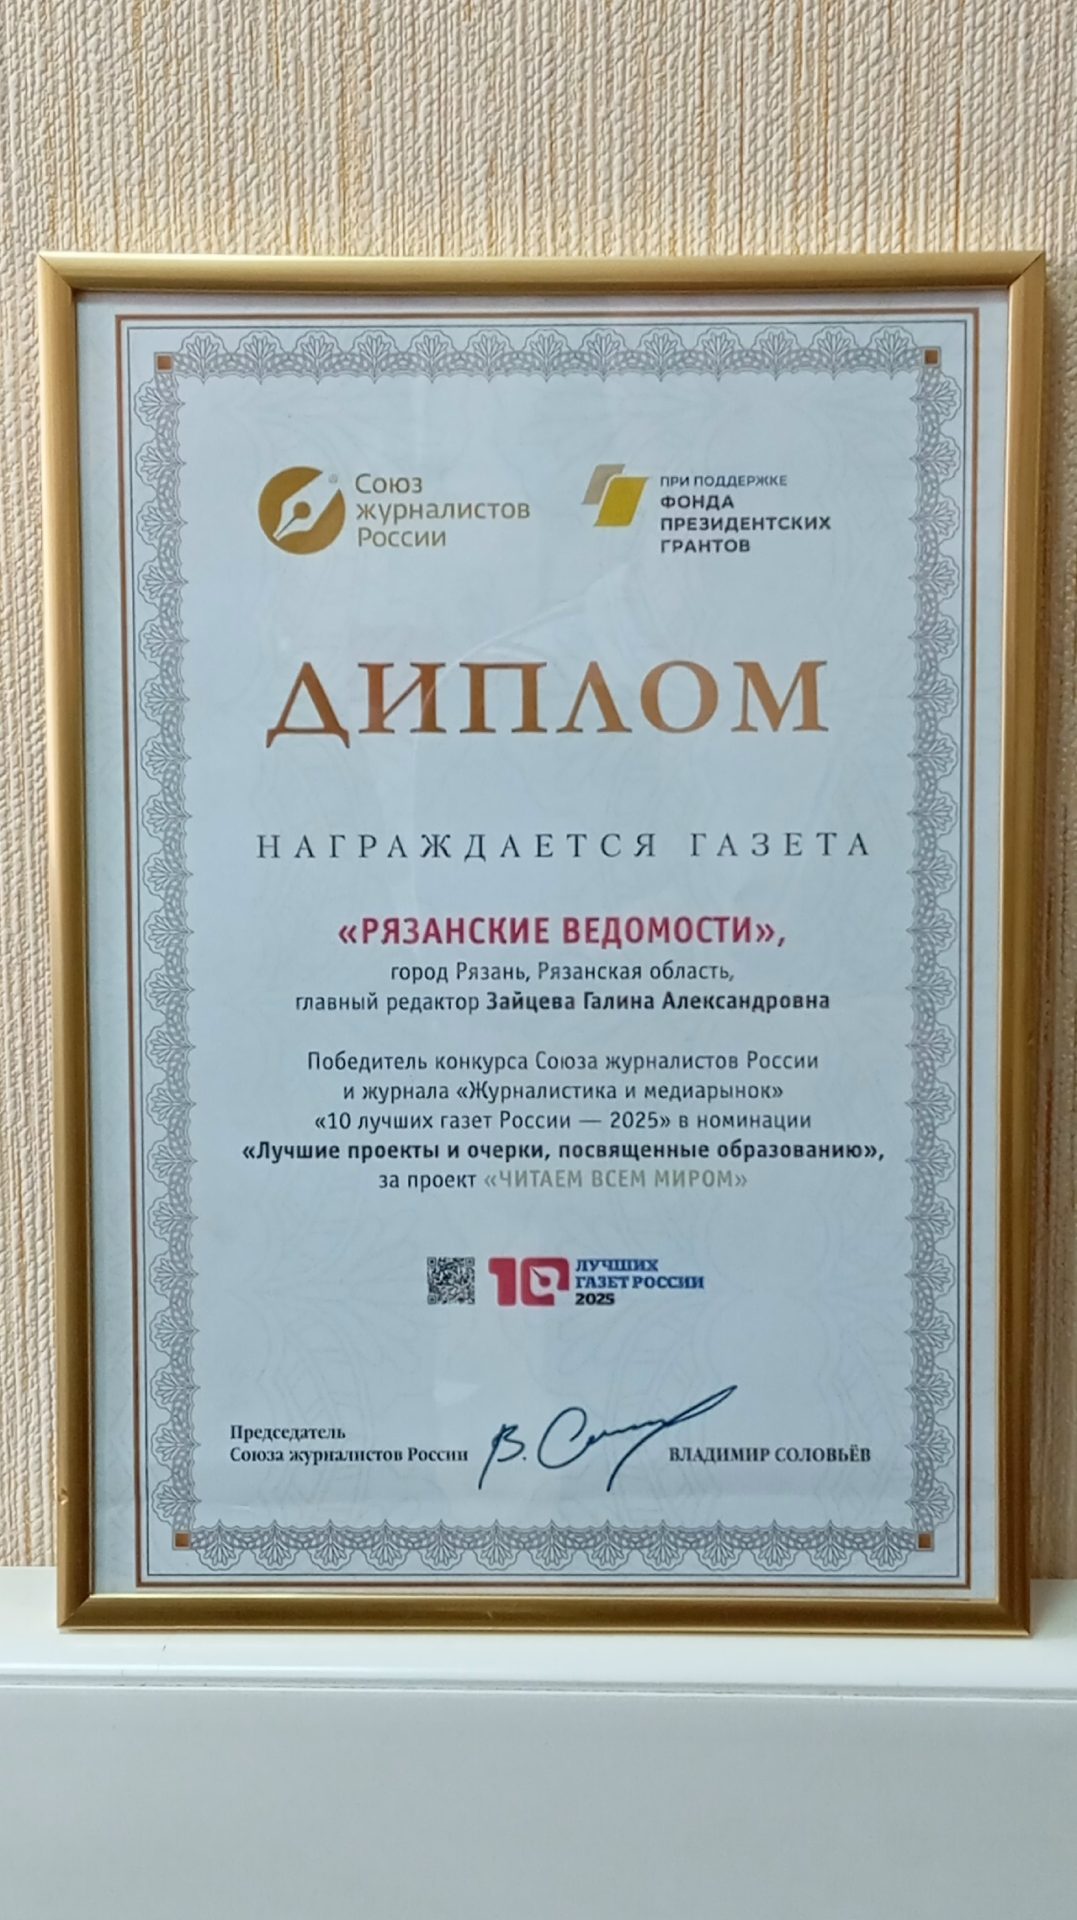 Союз
журналистов
России
ПРИ ПОДДЕРЖКЕ
ФОНДА
ПРЕЗИДЕНТСКИХ
ГРАНТОВ
ДИПЛОМ
НАГРАЖДАЕТСЯ ГАЗЕТА
«РЯЗАНСКИЕ ВЕДОМОСТИ»,
город Рязань, Рязанская область,
главный редактор Зайцева Галина Александровна
Победитель конкурса Союза журналистов России
и журнала «Журналистика и медиарынок»
«10 лучших газет России — 2025» в номинации
«Лучшие проекты и очерки, посвященные образованию»,
за проект «ЧИТАЕМ ВСЕМ МИРОМ»
10 ЛУЧШИХ
ГАЗЕТ РОССИИ
2025
Председатель
Союза журналистов России
ВЛАДИМИР СОЛОВЬЁВ